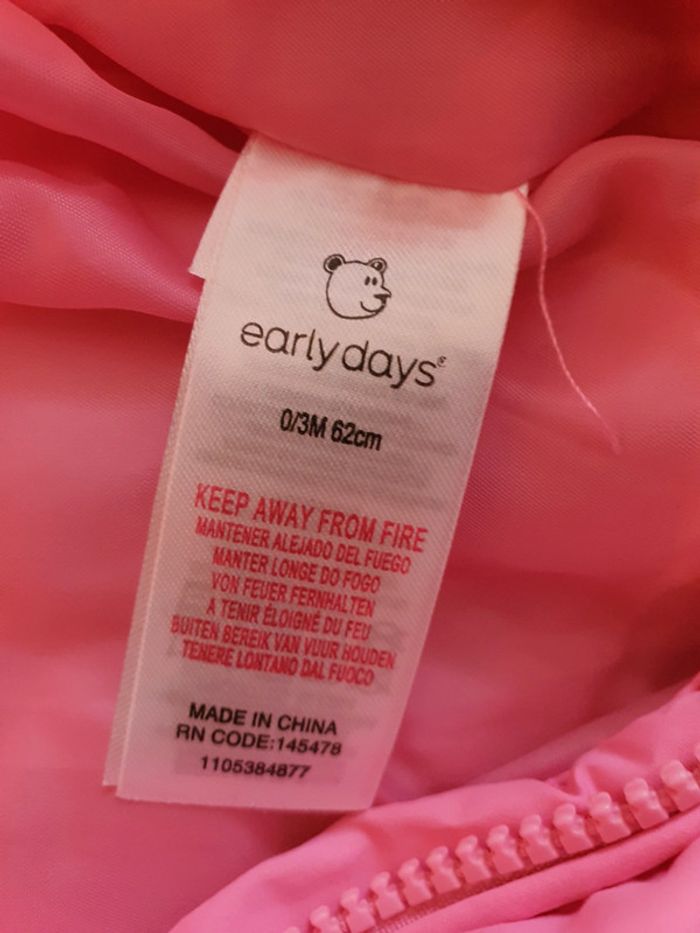 earlydays®
0/3M 62cm
KEEP AWAY FROM FIRE
MANTENER ALEJADO DEL FUEGO
MANTER LONGE DO FOGO
VON FEUER FERNHALTEN
A TENIR ÉLOIGNÉ DU FEU
BUITEN BEREIK VAN VUUR HOUDEN
TENERE LONTANO DAL FUOCO
MADE IN CHINA
RN CODE:145478
1105384877